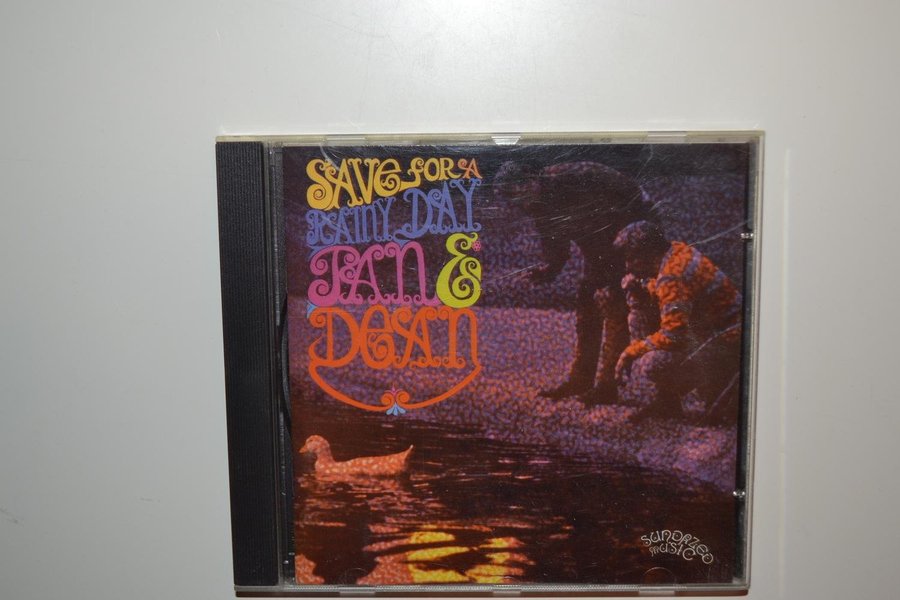 SAVE FOR A
RAINY DAY
JAN &
DEAN
SUNDAZED
MUSIC